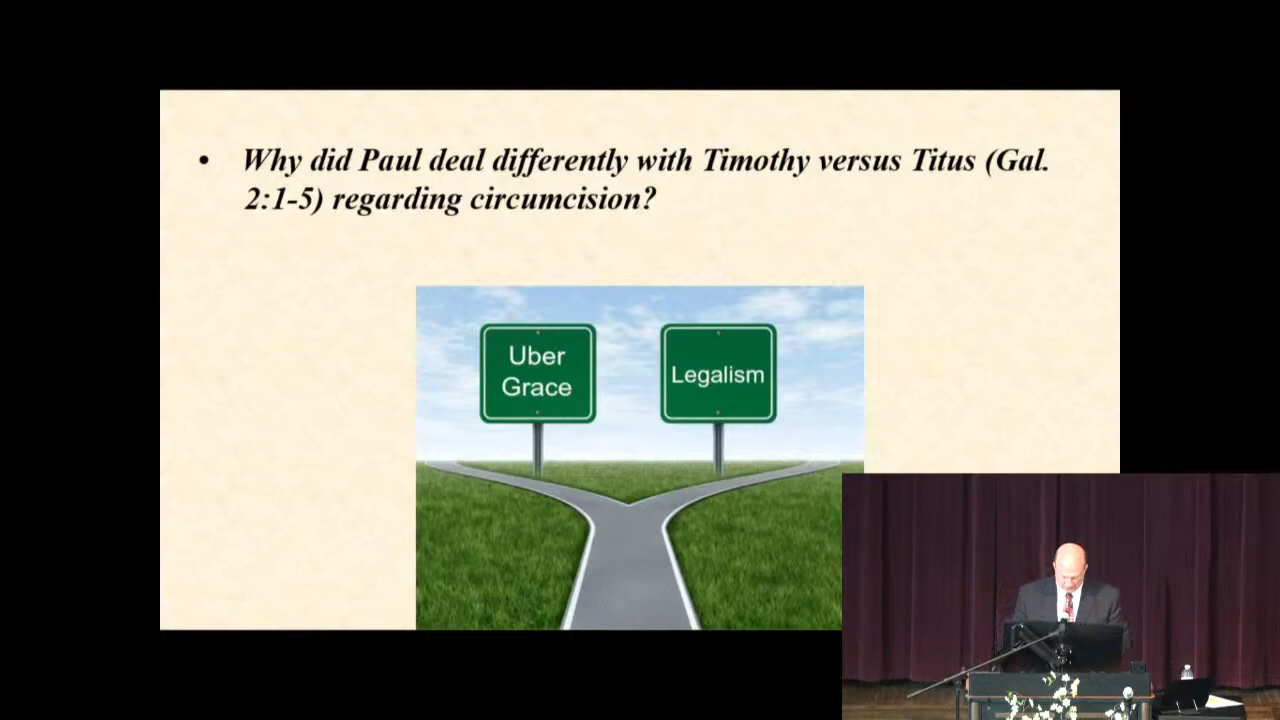 • Why did Paul deal differently with Timothy versus Titus (Gal.
2:1-5) regarding circumcision?
Uber
Grace
Legalism